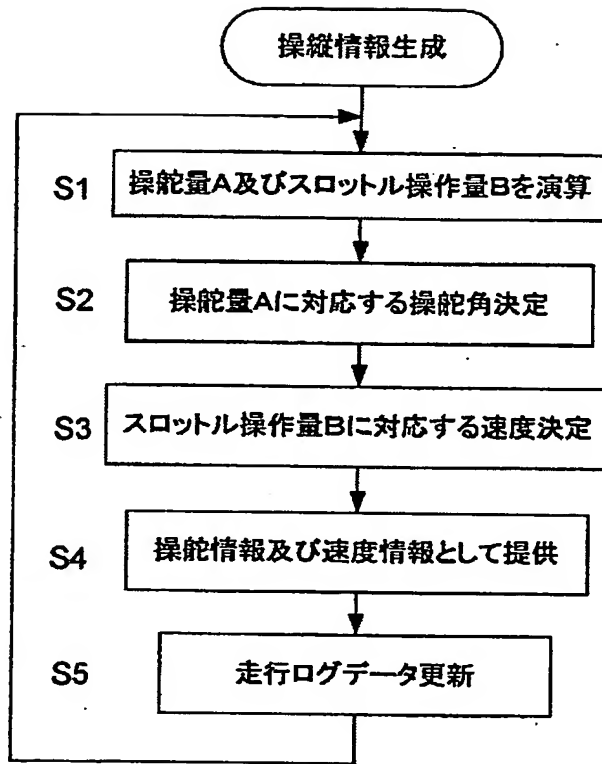 操縦情報生成
S1 操舵量A及びスロットル操作量Bを演算
S2 操舵量Aに対応する操舵角決定
S3 スロットル操作量Bに対応する速度決定
S4 操舵情報及び速度情報として提供
S5 走行ログデータ更新